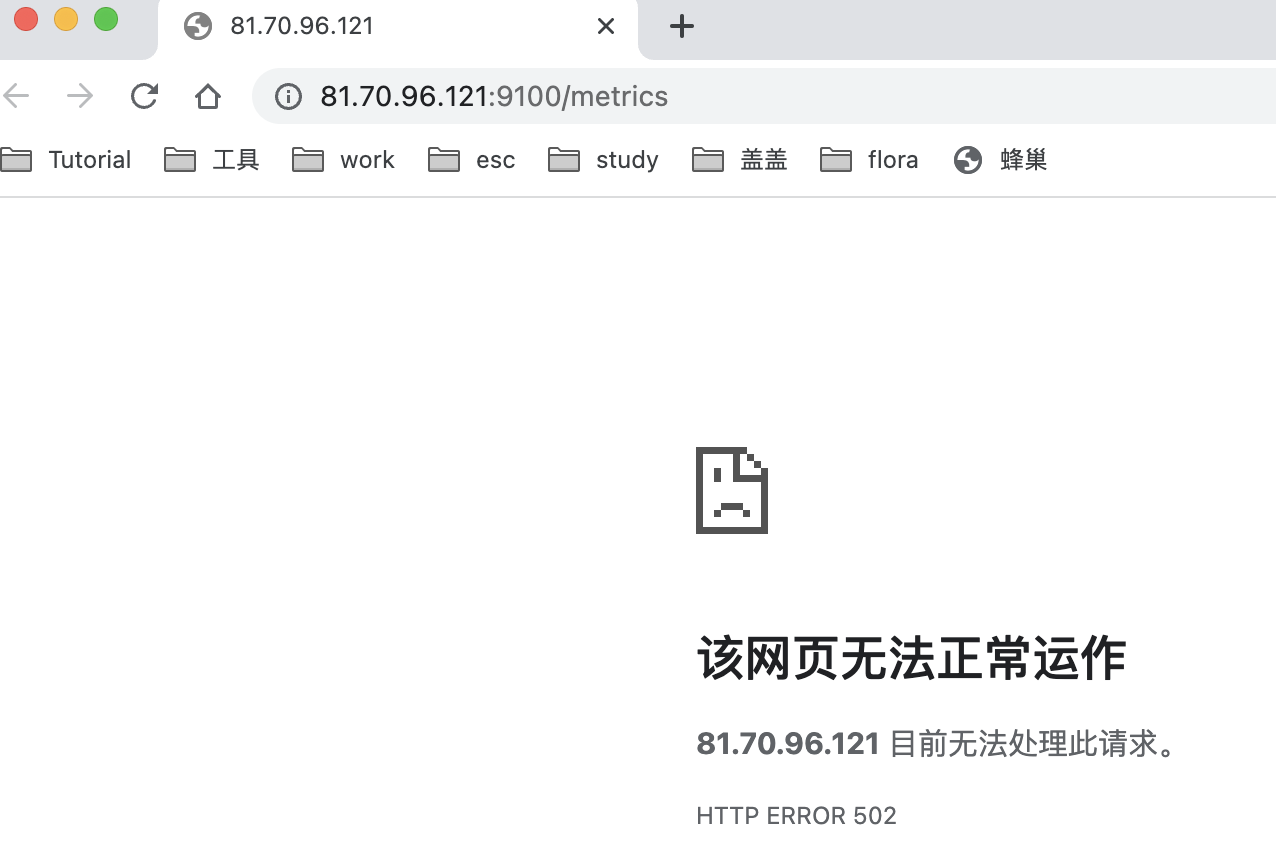 81.70.96.121
81.70.96.121:9100/metrics
Tutorial 工具 work esc study 盖盖 flora 蜂巢
该网页无法正常运作
81.70.96.121 目前无法处理此请求。
HTTP ERROR 502